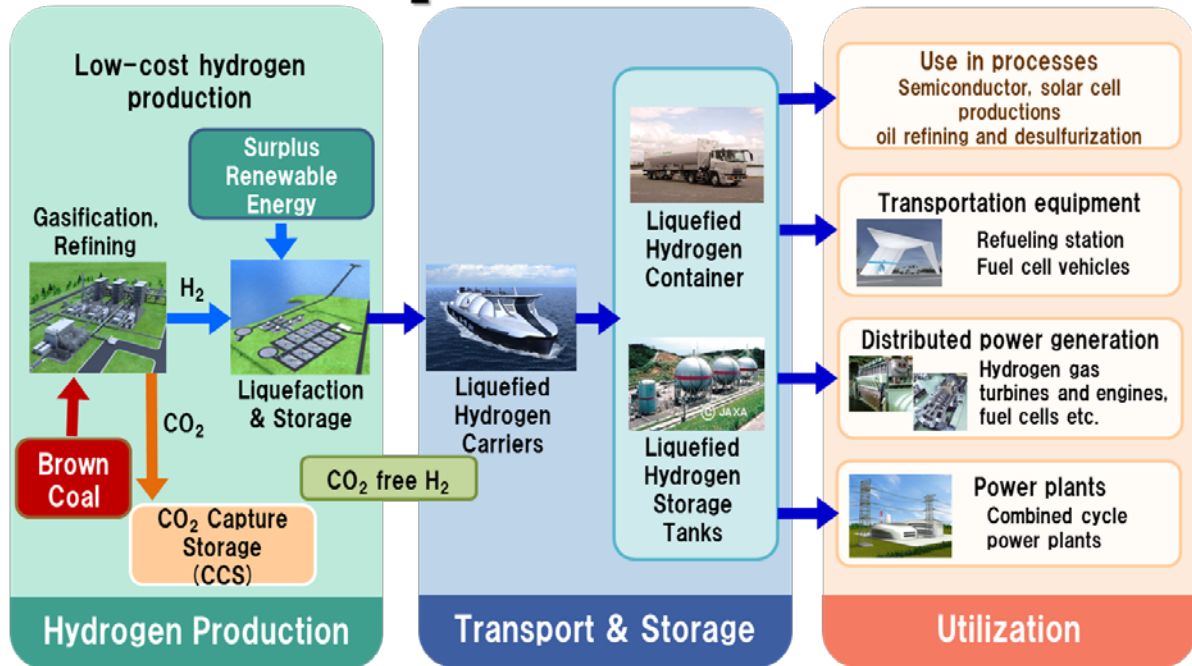 Low-cost hydrogen
production
Surplus
Renewable
Energy
Gasification,
Refining
H₂
Liquefaction
& Storage
CO₂
Brown
Coal
CO₂ Capture
Storage
(CCS)
CO₂ free H₂
Hydrogen Production
Liquefied
Hydrogen
Carriers
Liquefied
Hydrogen
Container
© JAXA
Liquefied
Hydrogen
Storage
Tanks
Transport & Storage
Use in processes
Semiconductor, solar cell
productions
oil refining and desulfurization
Transportation equipment
Refueling station
Fuel cell vehicles
Distributed power generation
Hydrogen gas
turbines and engines,
fuel cells etc.
Power plants
Combined cycle
power plants
Utilization